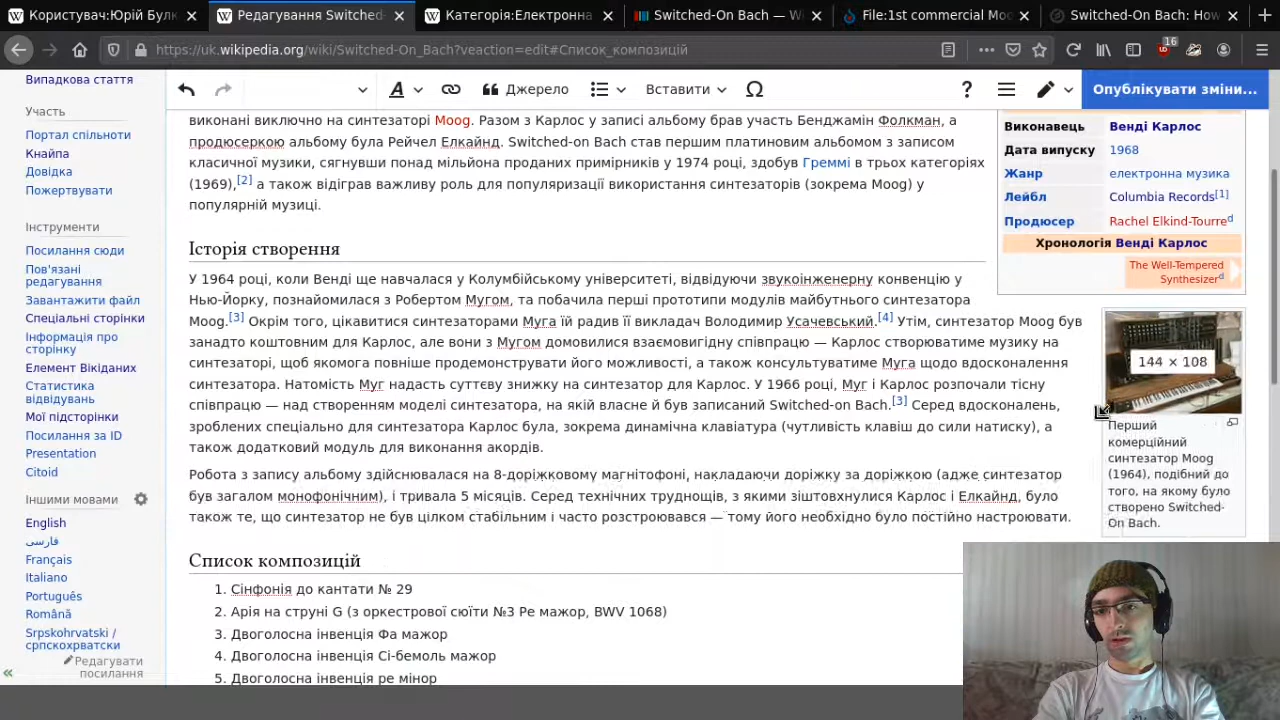 Користувач:Юрій Булк
Редагування Switched-
Категорія:Електронна
Switched-On Bach — Wi
File:1st commercial Moo
Switched-On Bach: How
https://uk.wikipedia.org/wiki/Switched-On_Bach?veaction=edit#Список_композицій
16
Джерело
Вставити
Опублікувати зміни...
Випадкова стаття
Участь
Портал спільноти
Кнайпа
Довідка
Пожертвувати
Інструменти
Посилання сюди
Пов'язані
редагування
Завантажити файл
Спеціальні сторінки
Інформація про
сторінку
Елемент Вікіданих
Статистика
відвідувань
Мої підсторінки
Посилання за ID
Presentation
Citoid
Іншими мовами
English
فارسی
Français
Italiano
Português
Română
Srpskohrvatski /
српскохрватски
Редагувати
посилання
виконані виключно на синтезаторі Moog. Разом з Карлос у записі альбому брав участь Бенджамін Фолкман, а
продюсеркою альбому була Рейчел Елкайнд. Switched-on Bach став першим платиновим альбомом з записом
класичної музики, сягнувши понад мільйона проданих примірників у 1974 році, здобув Греммі в трьох категоріях
(1969),[2] а також відіграв важливу роль для популяризації використання синтезаторів (зокрема Moog) у
популярній музиці.
Історія створення
У 1964 році, коли Венді ще навчалася у Колумбійському університеті, відвідуючи звукоінженерну конвенцію у
Нью-Йорку, познайомилася з Робертом Мугом, та побачила перші прототипи модулів майбутнього синтезатора
Moog.[3] Окрім того, цікавитися синтезаторами Муга їй радив її викладач Володимир Усачевський.[4] Утім, синтезатор Moog був
занадто коштовним для Карлос, але вони з Мугом домовилися взаємовигідну співпрацю — Карлос створюватиме музику на
синтезаторі, щоб якомога повніше продемонструвати його можливості, а також консультуватиме Муга щодо вдосконалення
синтезатора. Натомість Муг надасть суттєву знижку на синтезатор для Карлос. У 1966 році, Муг і Карлос розпочали тісну
співпрацю — над створенням моделі синтезатора, на якій власне й був записаний Switched-on Bach.[3] Серед вдосконалень,
зроблених спеціально для синтезатора Карлос була, зокрема динамічна клавіатура (чутливість клавіш до сили натиску), а
також додатковий модуль для виконання акордів.
Робота з запису альбому здійснювалася на 8-доріжковому магнітофоні, накладаючи доріжку за доріжкою (адже синтезатор
був загалом монофонічним), і тривала 5 місяців. Серед технічних труднощів, з якими зіштовхнулися Карлос і Елкайнд, було
також те, що синтезатор не був цілком стабільним і часто розстроювався — тому його необхідно було постійно настроювати.
Список композицій
1. Сінфонія до кантати № 29
2. Арія на струні G (з оркестрової сюїти №3 Ре мажор, BWV 1068)
3. Двоголосна інвенція Фа мажор
4. Двоголосна інвенція Сі-бемоль мажор
5. Двоголосна інвенція ре мінор
Виконавець Венді Карлос
Дата випуску 1968
Жанр електронна музика
Лейбл Columbia Records[1]
Продюсер Rachel Elkind-Tourre d
Хронологія Венді Карлос
The Well-Tempered
Synthesizer d
144 × 108
Перший
комерційний
синтезатор Moog
(1964), подібний до
того, на якому було
створено Switched-
On Bach.